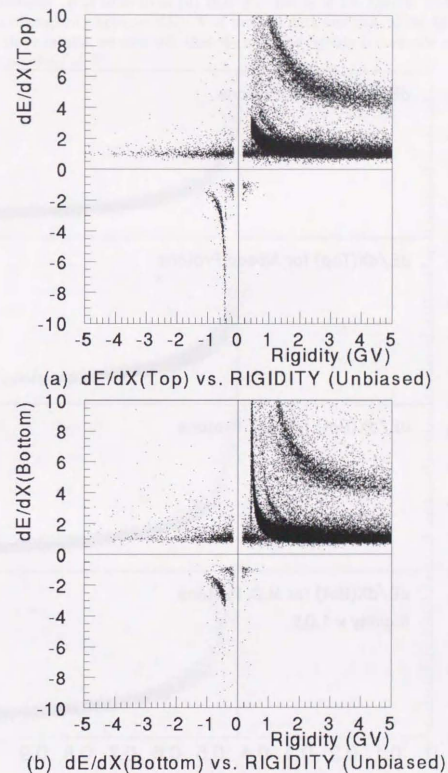 dE/dX(Top)
10
8
6
4
2
0
-2
-4
-6
-8
-10
-5 -4 -3 -2 -1 0 1 2 3 4 5
Rigidity (GV)
(a) dE/dX(Top) vs. RIGIDITY (Unbiased)
dE/dX(Bottom)
10
8
6
4
2
0
-2
-4
-6
-8
-10
-5 -4 -3 -2 -1 0 1 2 3 4 5
Rigidity (GV)
(b) dE/dX(Bottom) vs. RIGIDITY (Unbiased)